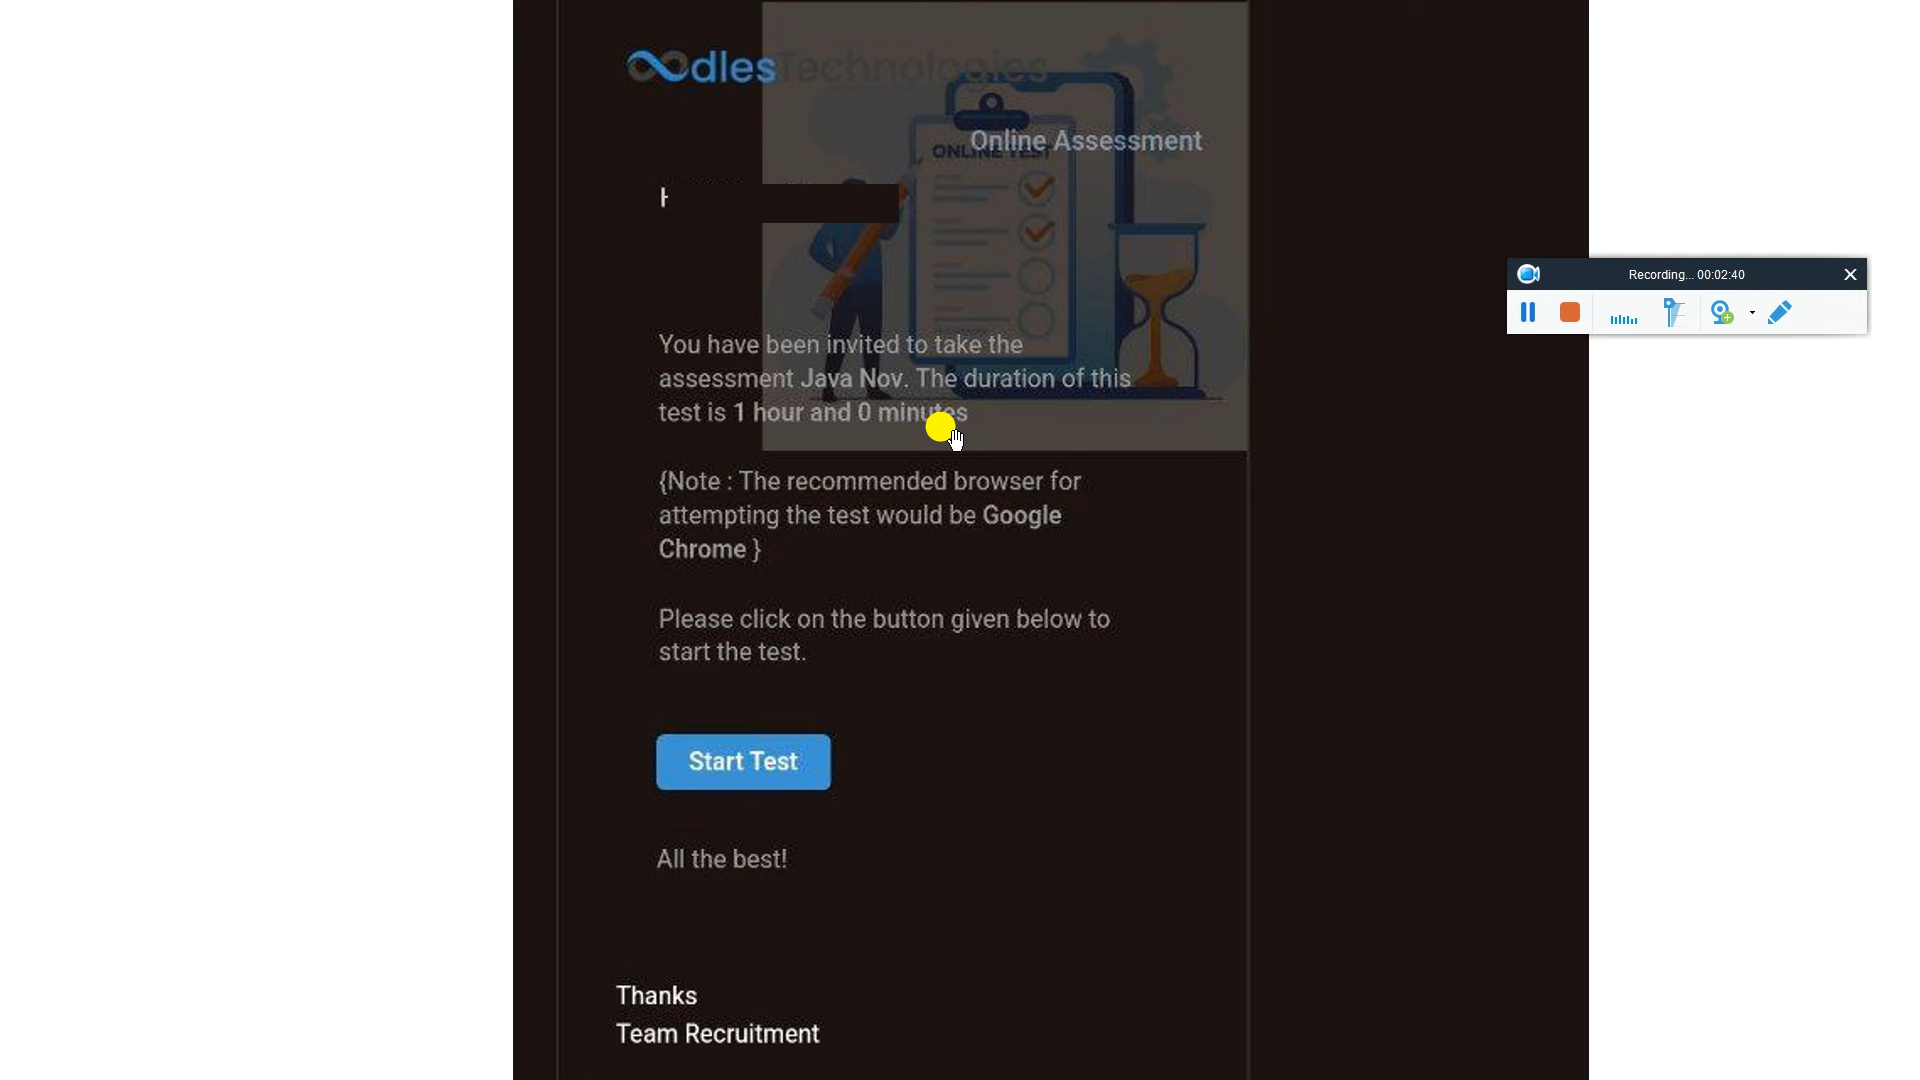 ∞dles Technologies
Online Assessment
ONLINE TEST
You have been invited to take the
assessment Java Nov. The duration of this
test is 1 hour and 0 minutes
{Note : The recommended browser for
attempting the test would be Google
Chrome }
Please click on the button given below to
start the test.
Start Test
All the best!
Thanks
Team Recruitment
Recording... 00:02:40